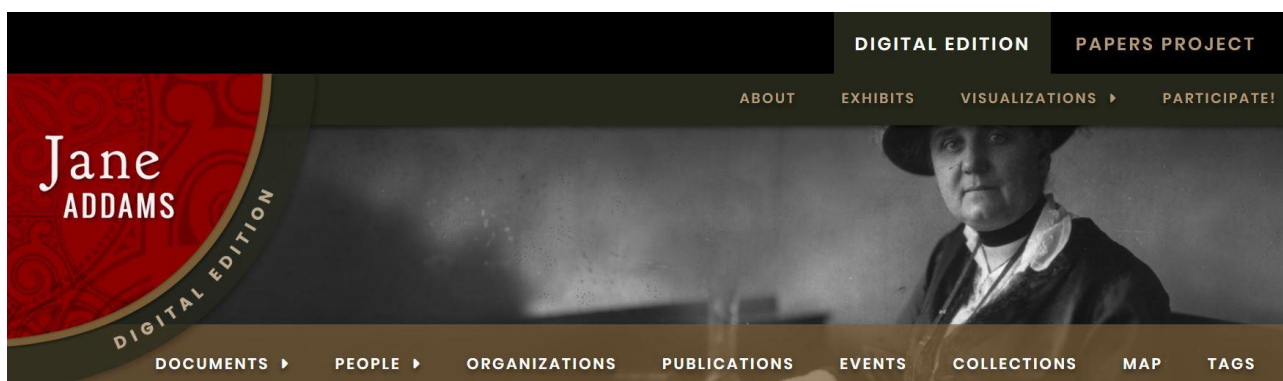 DIGITAL EDITION PAPERS PROJECT
ABOUT EXHIBITS VISUALIZATIONS PARTICIPATE!
Jane
ADDAMS
DIGITAL EDITION
DOCUMENTS PEOPLE ORGANIZATIONS PUBLICATIONS EVENTS COLLECTIONS MAP TAGS